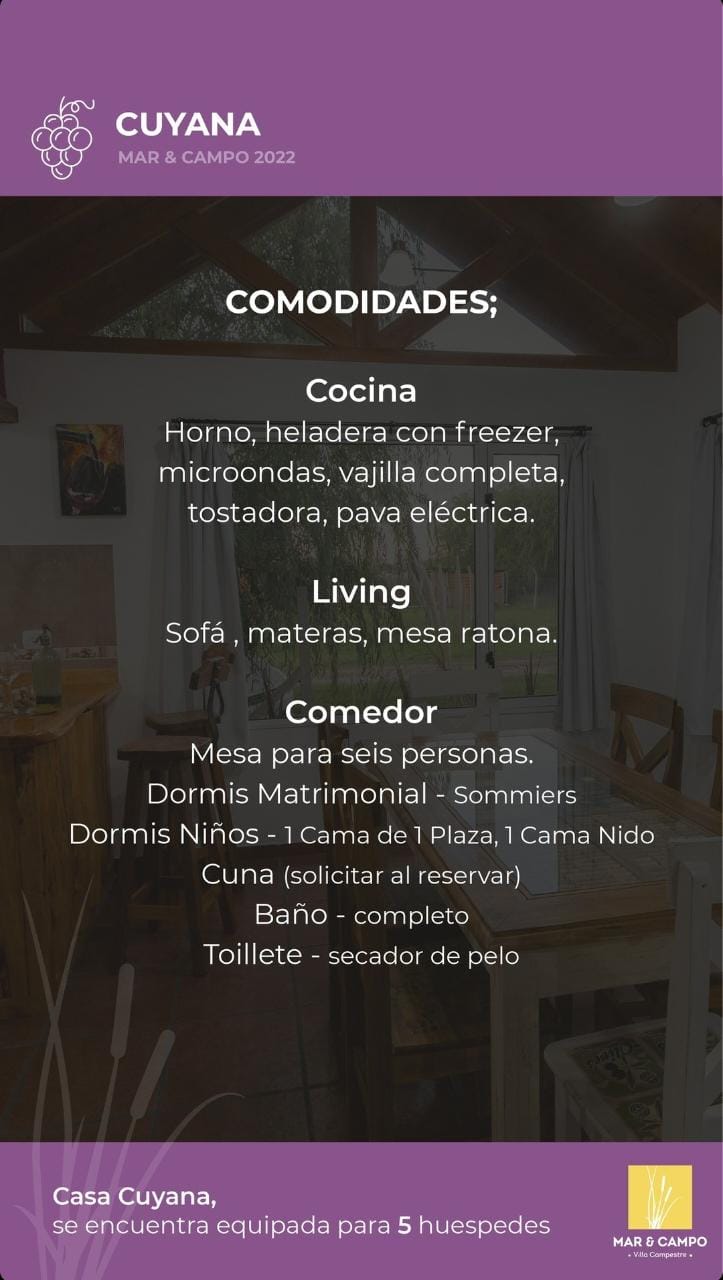 CUYANA
MAR & CAMPO 2022
COMODIDADES;
Cocina
Horno, heladera con freezer,
microondas, vajilla completa,
tostadora, pava eléctrica.
Living
Sofá , materas, mesa ratona.
Comedor
Mesa para seis personas.
Dormis Matrimonial - Sommiers
Dormis Niños - 1 Cama de 1 Plaza, 1 Cama Nido
Cuna (solicitar al reservar)
Baño - completo
Toillete - secador de pelo
Casa Cuyana,
se encuentra equipada para 5 huespedes
MAR & CAMPO
• Villa Campestre •